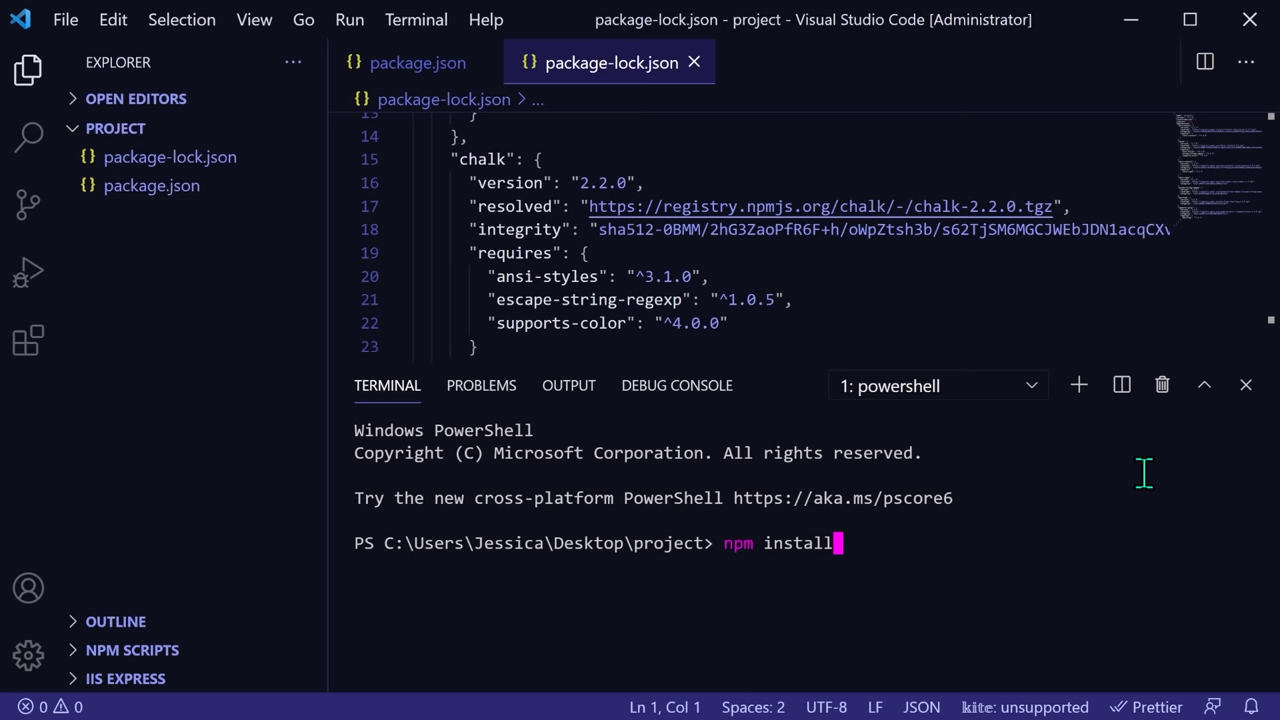 File Edit Selection View Go Run Terminal Help package-lock.json - project - Visual Studio Code [Administrator]
EXPLORER
OPEN EDITORS
PROJECT
package-lock.json
package.json
OUTLINE
NPM SCRIPTS
IIS EXPRESS
{} package.json {} package-lock.json
{} package-lock.json > ...
13 }
14 },
15 "chalk": {
16 "version": "2.2.0",
17 "resolved": "https://registry.npmjs.org/chalk/-/chalk-2.2.0.tgz",
18 "integrity": "sha512-0BMM/2hG3ZaoPfR6F+h/oWpZtsh3b/s62TjSM6MGCJWEbJDN1acqCXv
19 "requires": {
20 "ansi-styles": "^3.1.0",
21 "escape-string-regexp": "^1.0.5",
22 "supports-color": "^4.0.0"
23 }
TERMINAL PROBLEMS OUTPUT DEBUG CONSOLE 1: powershell
Windows PowerShell
Copyright (C) Microsoft Corporation. All rights reserved.
Try the new cross-platform PowerShell https://aka.ms/pscore6
PS C:\Users\Jessica\Desktop\project> npm install
0 0 Ln 1, Col 1 Spaces: 2 UTF-8 LF JSON kite: unsupported Prettier